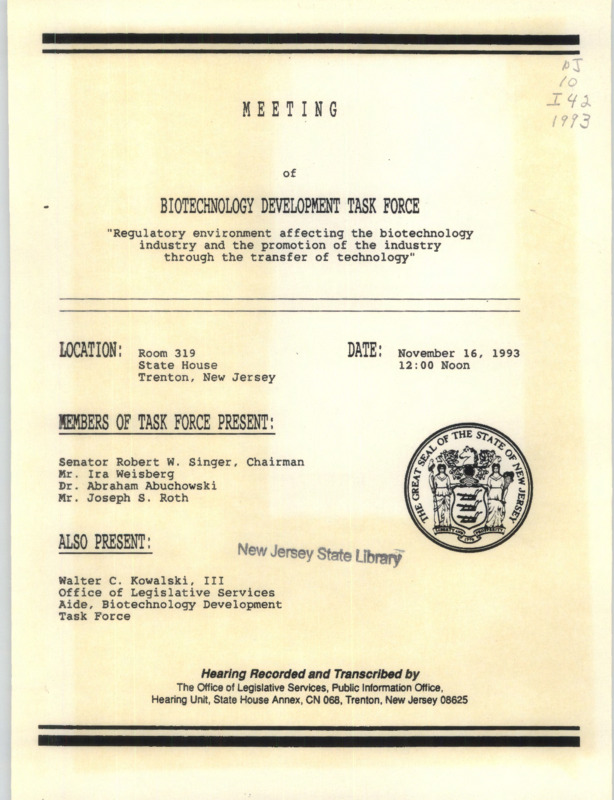 NJ
10
I42
1993
MEETING
of
BIOTECHNOLOGY DEVELOPMENT TASK FORCE
"Regulatory environment affecting the biotechnology
industry and the promotion of the industry
through the transfer of technology"
LOCATION: Room 319
State House
Trenton, New Jersey
DATE: November 16, 1993
12:00 Noon
MEMBERS OF TASK FORCE PRESENT:
Senator Robert W. Singer, Chairman
Mr. Ira Weisberg
Dr. Abraham Abuchowski
Mr. Joseph S. Roth
THE GREAT SEAL OF THE STATE OF NEW JERSEY
ALSO PRESENT:
New Jersey State Library
Walter C. Kowalski, III
Office of Legislative Services
Aide, Biotechnology Development
Task Force
Hearing Recorded and Transcribed by
The Office of Legislative Services, Public Information Office,
Hearing Unit, State House Annex, CN 068, Trenton, New Jersey 08625